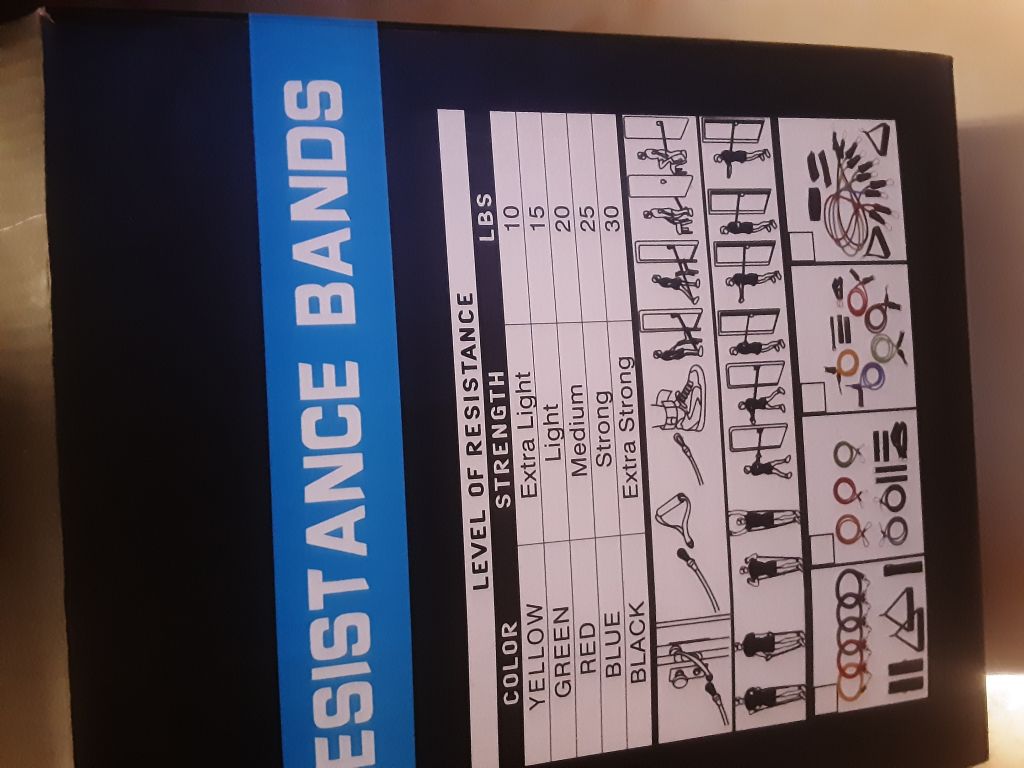 ESISTANCE BANDS
LEVEL OF RESISTANCE
COLOR STRENGTH LBS
YELLOW Extra Light 10
GREEN Light 15
RED Medium 20
BLUE Strong 25
BLACK Extra Strong 30